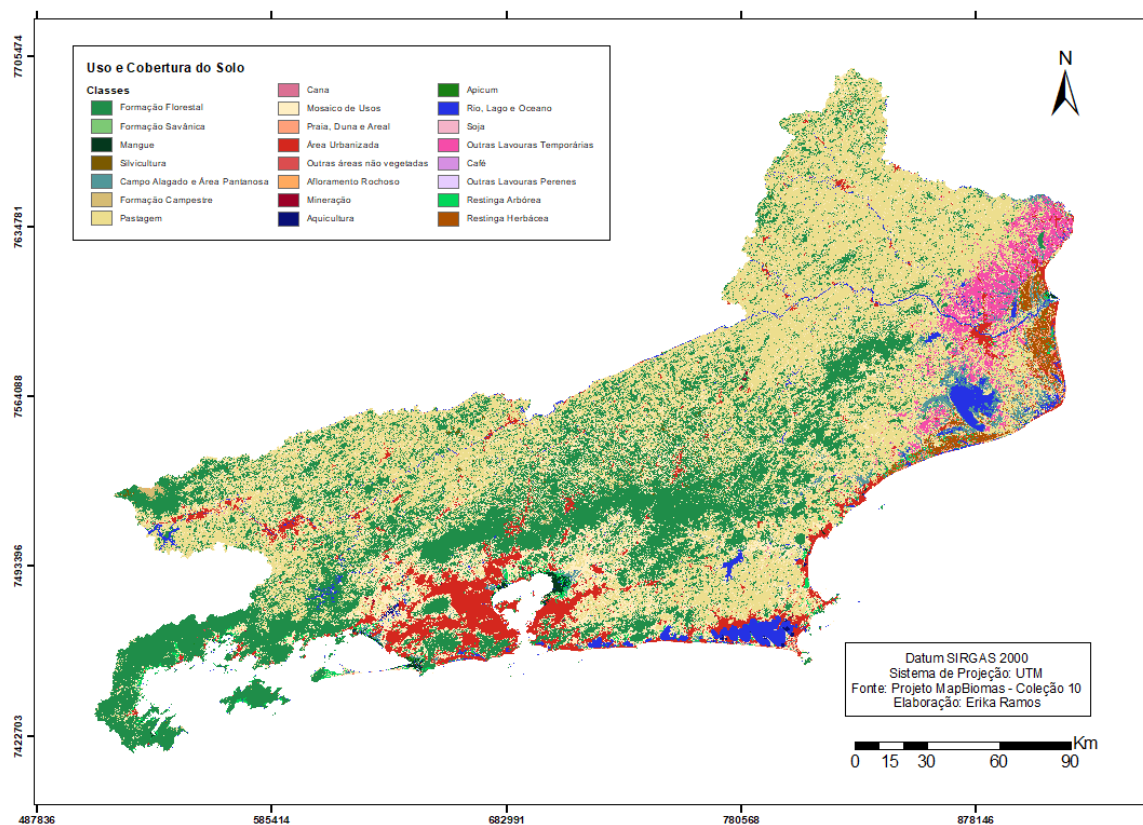 Uso e Cobertura do Solo
Classes
Formação Florestal
Formação Savânica
Mangue
Silvicultura
Campo Alagado e Área Pantanosa
Formação Campestre
Pastagem
Cana
Mosaico de Usos
Praia, Duna e Areal
Área Urbanizada
Outras áreas não vegetadas
Afloramento Rochoso
Mineração
Aquicultura
Apicum
Rio, Lago e Oceano
Soja
Outras Lavouras Temporárias
Café
Outras Lavouras Perenes
Restinga Arbórea
Restinga Herbácea
N
7705474
7634781
7564088
7493396
7422703
Datum SIRGAS 2000
Sistema de Projeção: UTM
Fonte: Projeto MapBiomas - Coleção 10
Elaboração: Erika Ramos
Km
0 15 30 60 90
487836 585414 682991 780568 878146